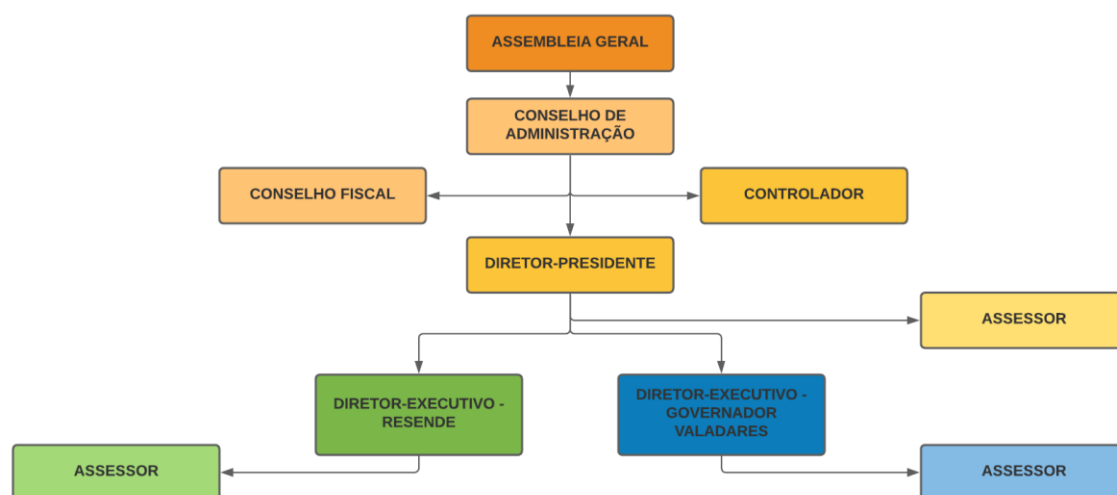 ASSEMBLEIA GERAL
CONSELHO DE
ADMINISTRAÇÃO
CONSELHO FISCAL
CONTROLADOR
DIRETOR-PRESIDENTE
ASSESSOR
DIRETOR-EXECUTIVO -
RESENDE
DIRETOR-EXECUTIVO -
GOVERNADOR
VALADARES
ASSESSOR
ASSESSOR